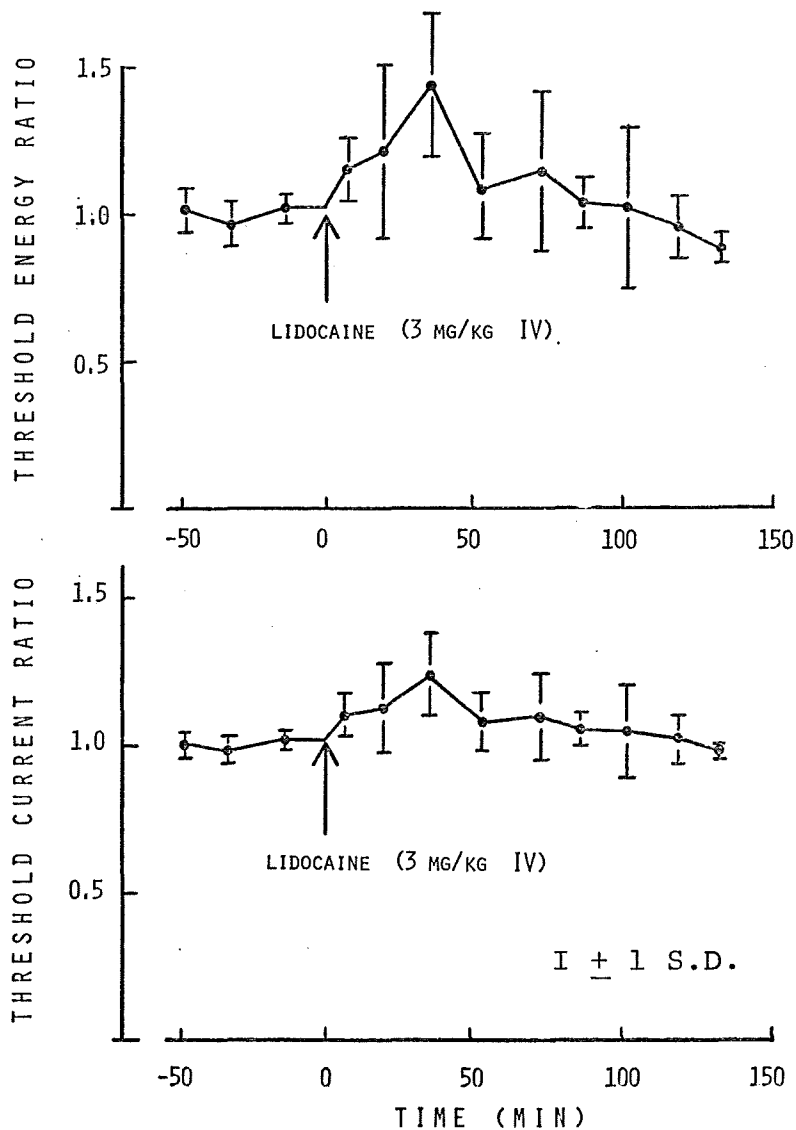 THRESHOLD ENERGY RATIO
1.5
1.0
0.5
LIDOCAINE (3 MG/KG IV)
-50 0 50 100 150
THRESHOLD CURRENT RATIO
1.5
1.0
0.5
LIDOCAINE (3 MG/KG IV)
I ± 1 S.D.
-50 0 50 100 150
TIME (MIN)